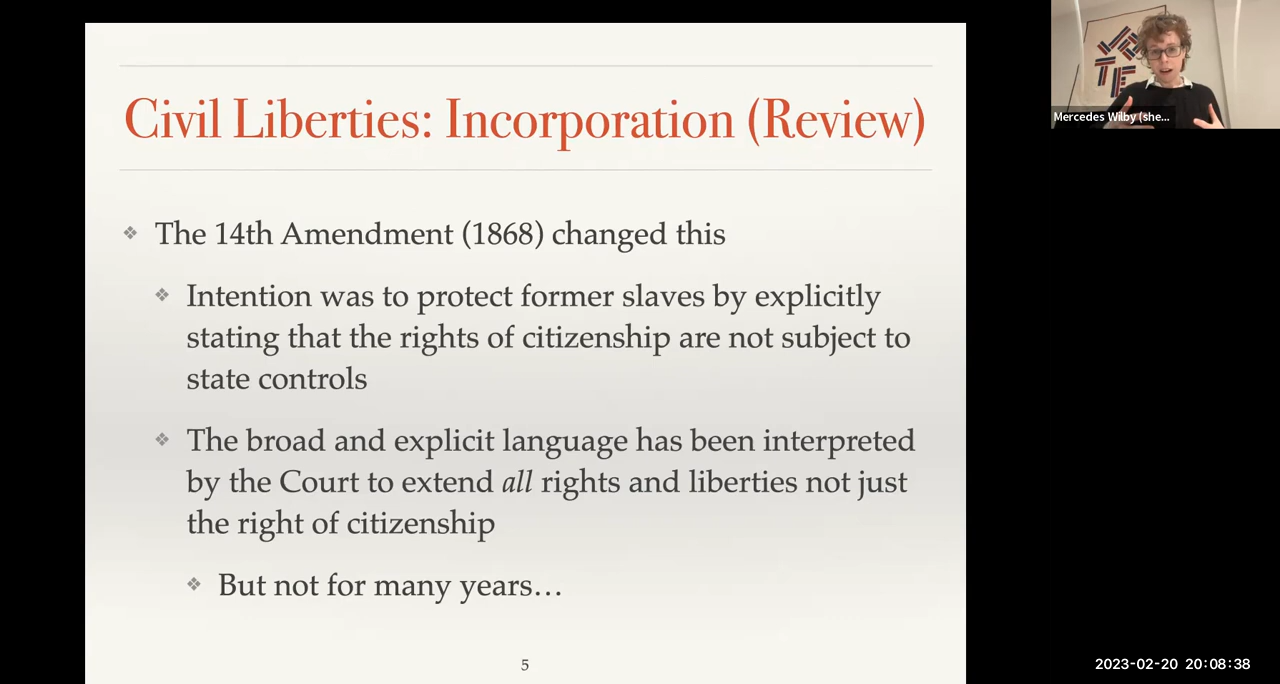 Civil Liberties: Incorporation (Review)
❖ The 14th Amendment (1868) changed this
❖ Intention was to protect former slaves by explicitly
stating that the rights of citizenship are not subject to
state controls
❖ The broad and explicit language has been interpreted
by the Court to extend all rights and liberties not just
the right of citizenship
❖ But not for many years…
5
VOTE
Mercedes Wilby (she...
2023-02-20 20:08:38